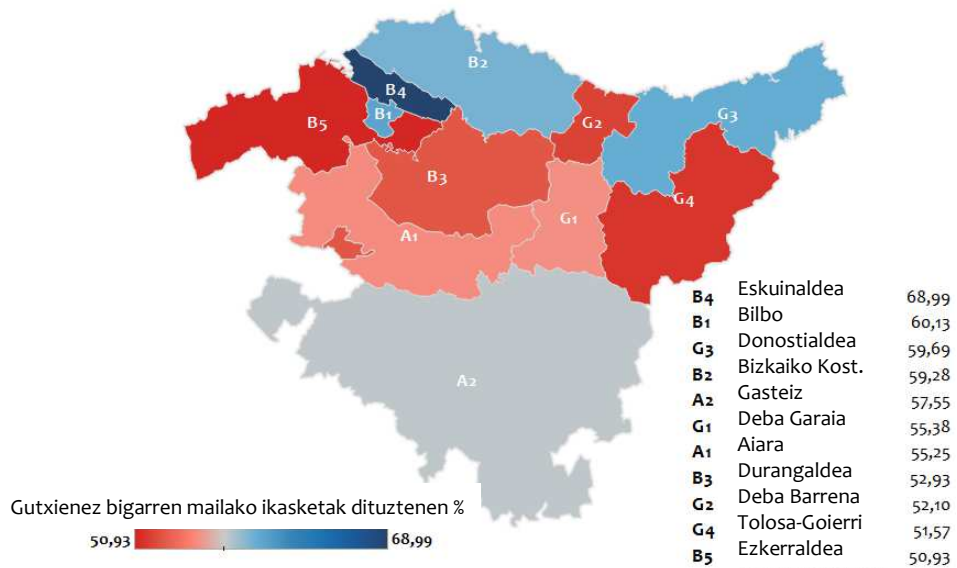 B2
B4
B1
B5
G2
G3
B3
G4
G1
A1
A2
B4 Eskuinaldea 68,99
B1 Bilbo 60,13
G3 Donostialdea 59,69
B2 Bizkaiko Kost. 59,28
A2 Gasteiz 57,55
G1 Deba Garaia 55,38
A1 Aiara 55,25
B3 Durangaldea 52,93
G2 Deba Barrena 52,10
G4 Tolosa-Goierri 51,57
B5 Ezkerraldea 50,93
Gutxienez bigarren mailako ikasketak dituztenen %
50,93 68,99